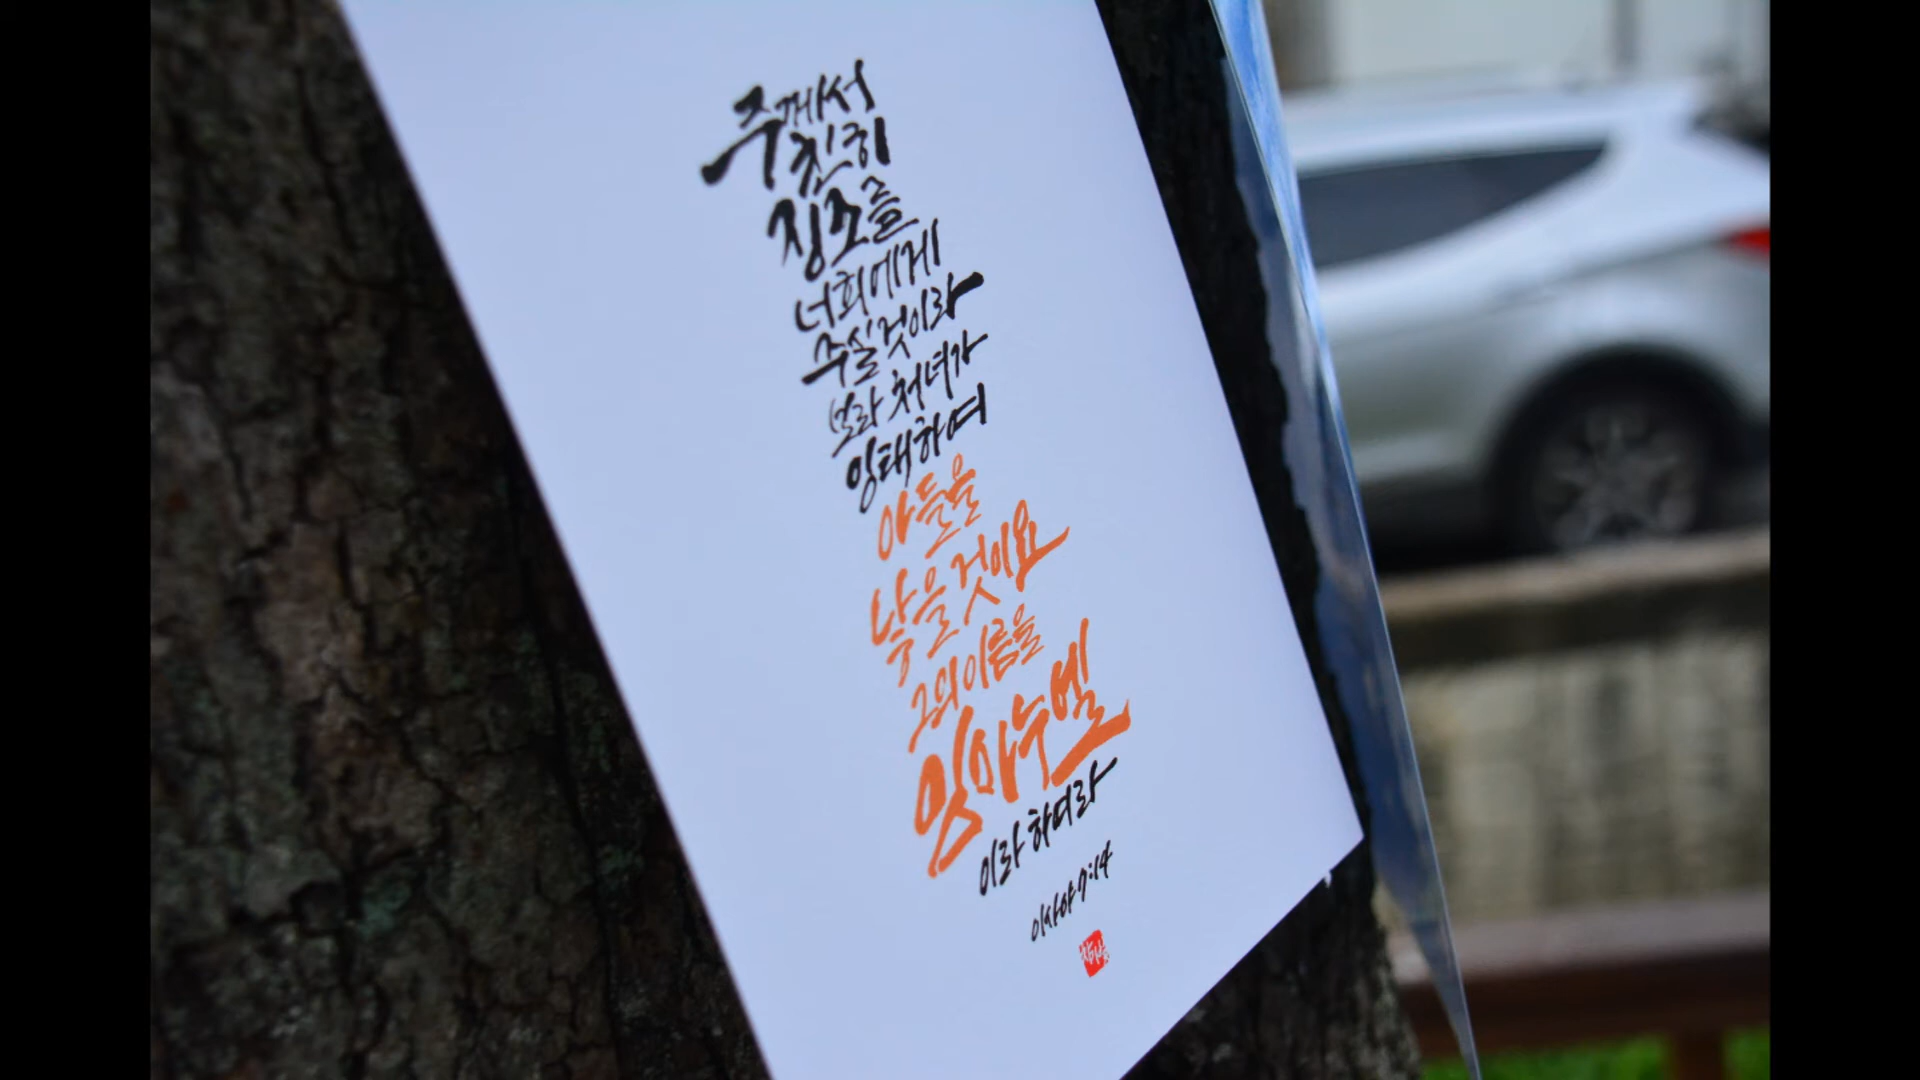 주께서
친히
징조를
너희에게
주실 것이라
보라 처녀가
잉태하여
아들을
낳을 것이요
그의 이름을
임마누엘
이라 하더라
이사야 7:14